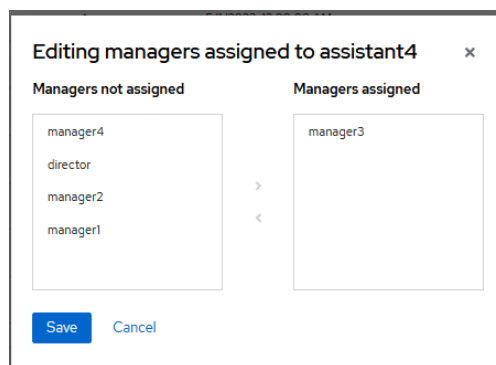 Editing managers assigned to assistant4
Managers not assigned
Managers assigned
manager4
director
manager2
manager1
manager3
Save
Cancel